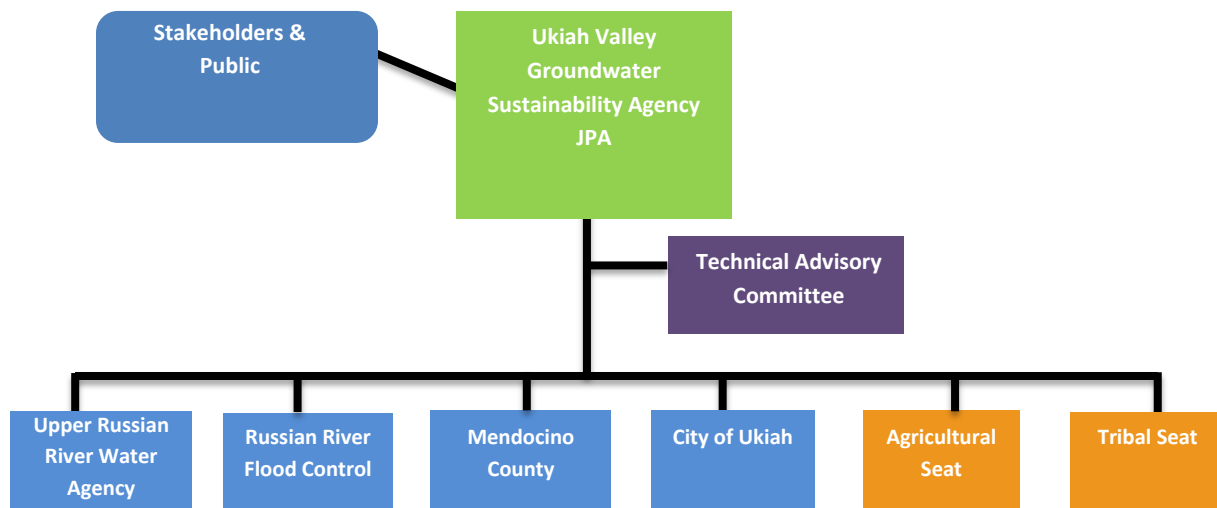 Stakeholders &
Public
Ukiah Valley
Groundwater
Sustainability Agency
JPA
Technical Advisory
Committee
Upper Russian
River Water
Agency
Russian River
Flood Control
Mendocino
County
City of Ukiah
Agricultural
Seat
Tribal Seat